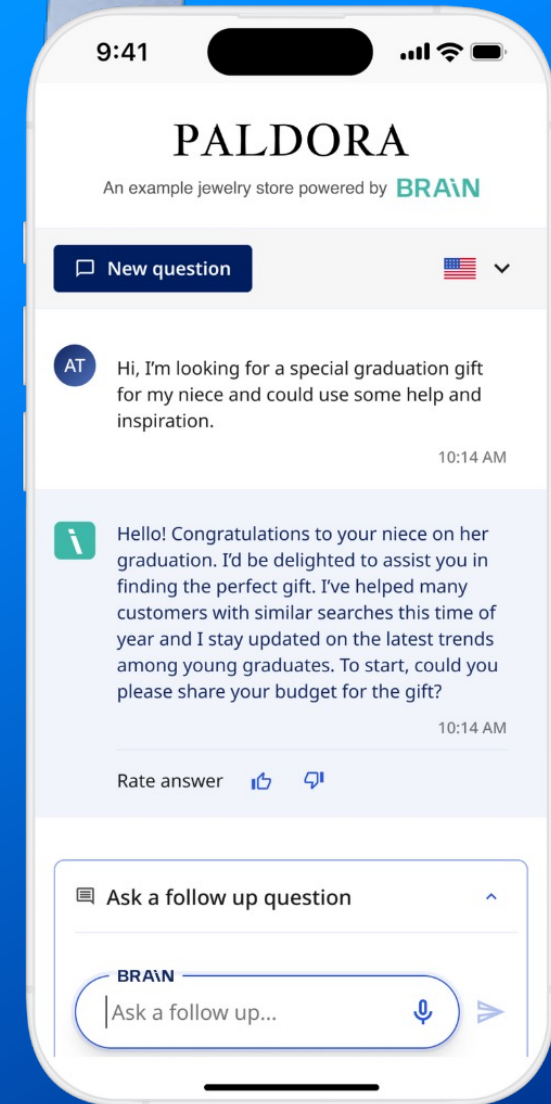 9:41
PALDORA
An example jewelry store powered by BRAIN
New question
AT
Hi, I’m looking for a special graduation gift
for my niece and could use some help and
inspiration.
10:14 AM
Hello! Congratulations to your niece on her
graduation. I’d be delighted to assist you in
finding the perfect gift. I’ve helped many
customers with similar searches this time of
year and I stay updated on the latest trends
among young graduates. To start, could you
please share your budget for the gift?
10:14 AM
Rate answer
Ask a follow up question
BRAIN
Ask a follow up...